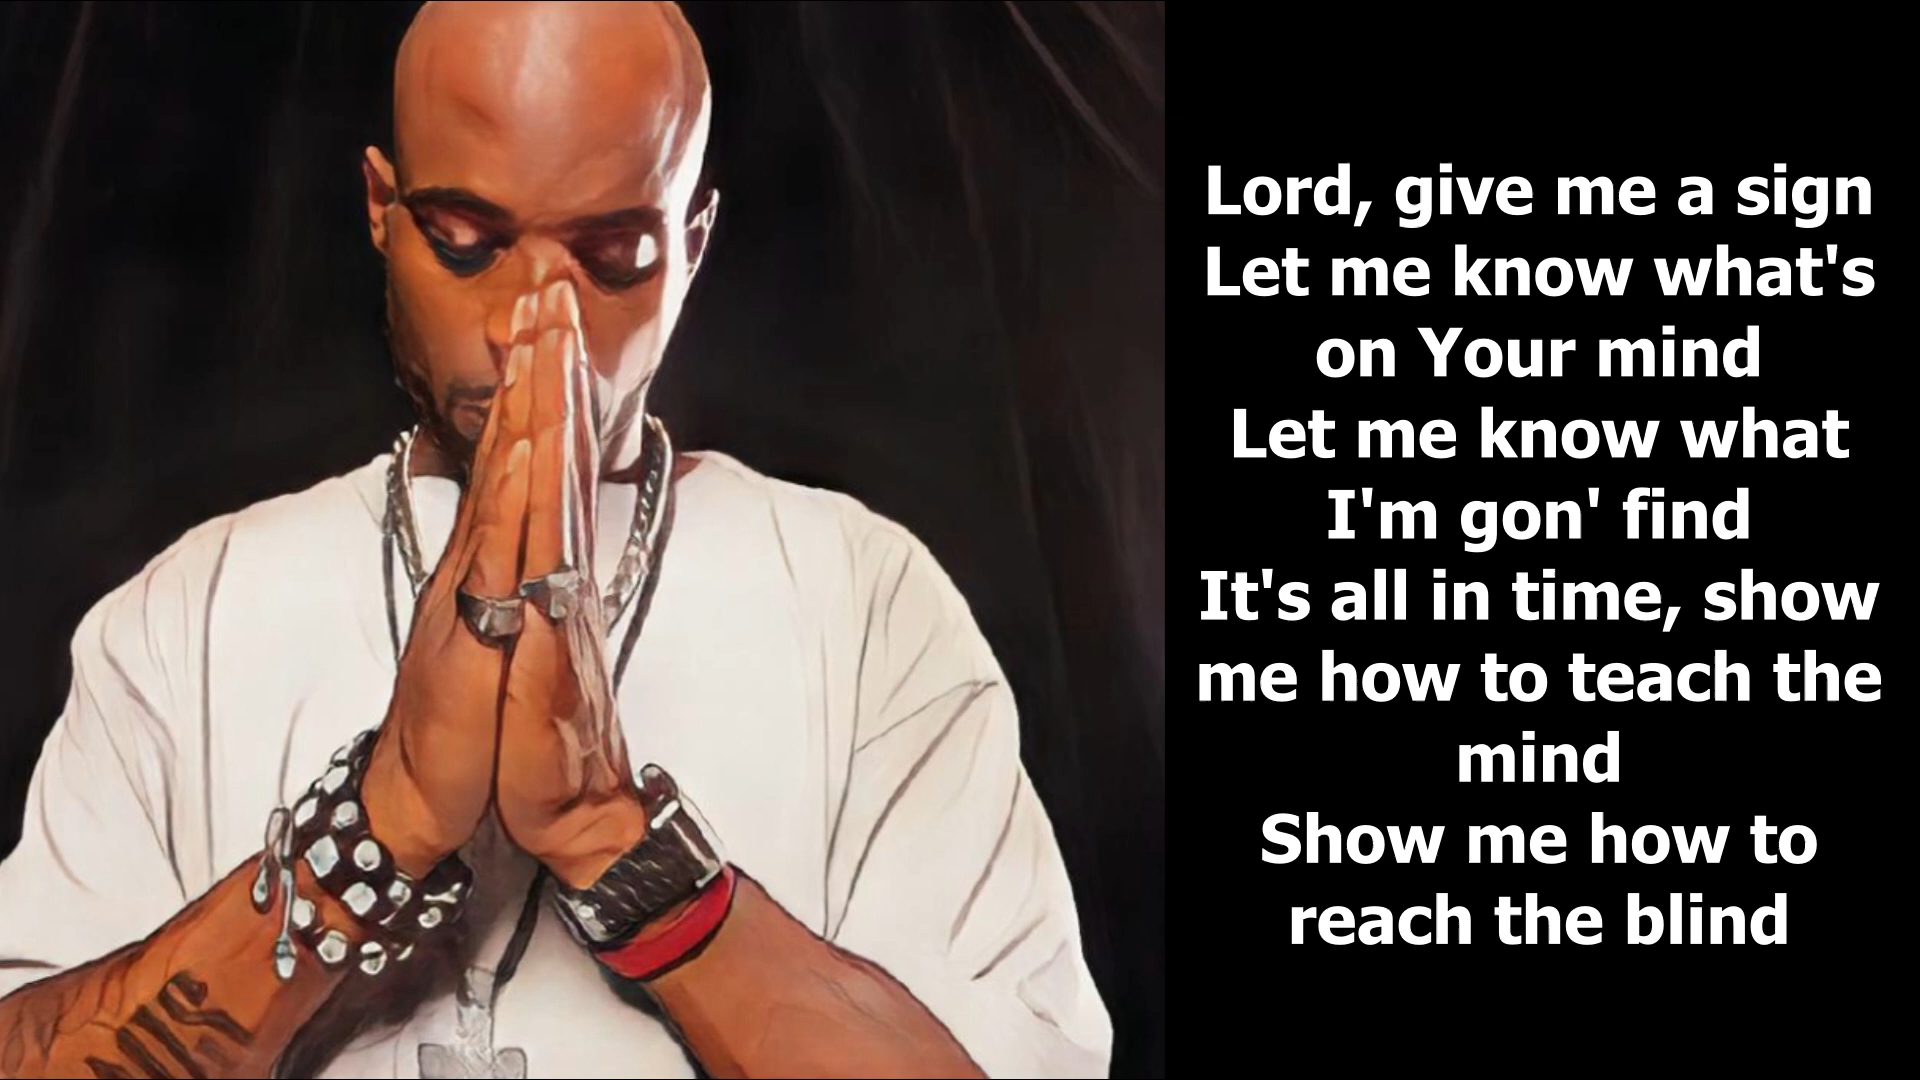 Lord, give me a sign
Let me know what's
on Your mind
Let me know what
I'm gon' find
It's all in time, show
me how to teach the
mind
Show me how to
reach the blind